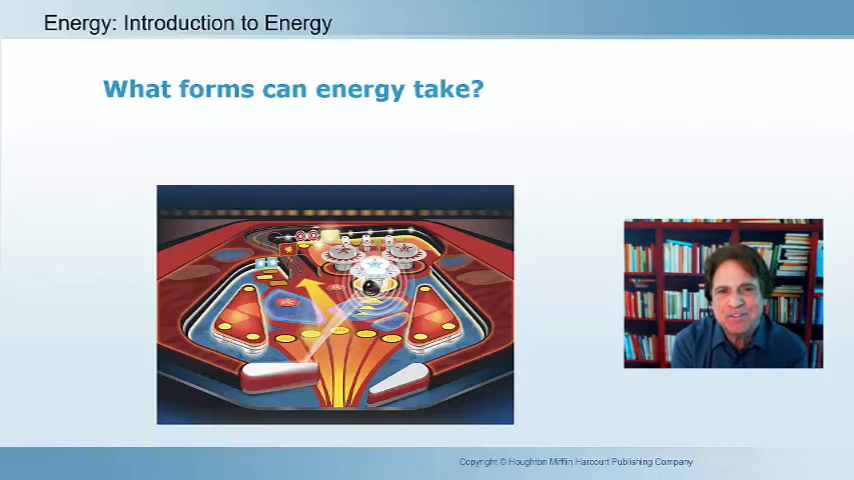 Energy: Introduction to Energy
What forms can energy take?
Copyright © Houghton Mifflin Harcourt Publishing Company